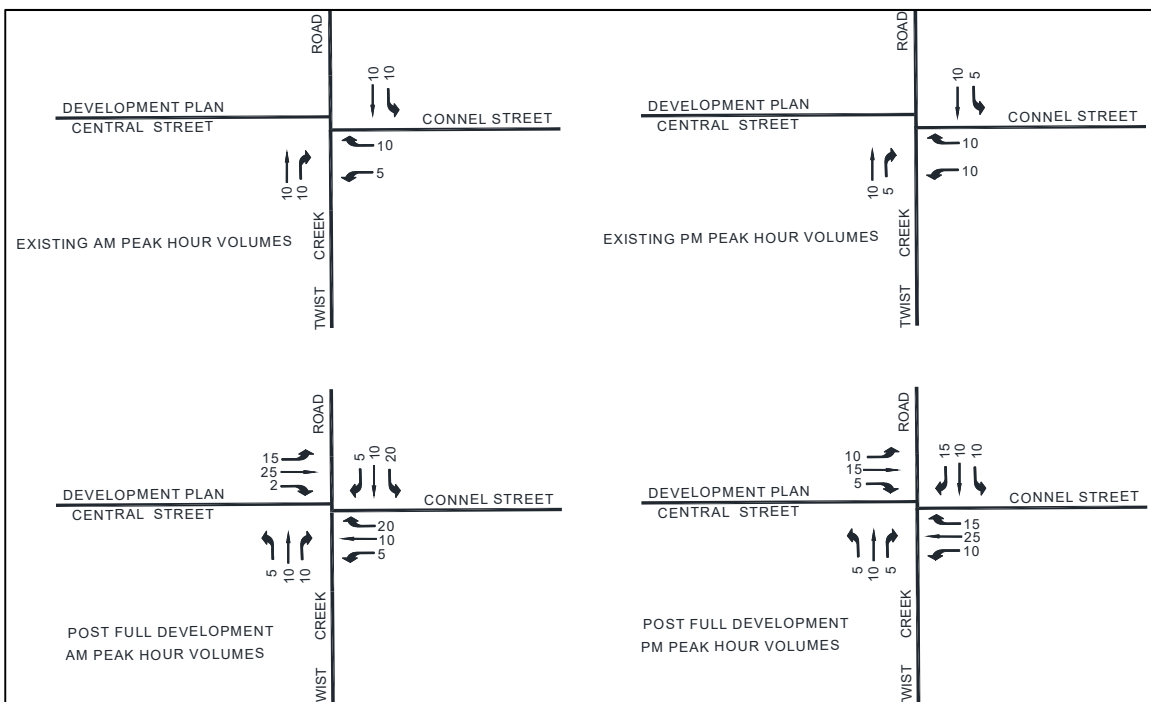 ROAD
10 10
DEVELOPMENT PLAN
CENTRAL STREET
CONNEL STREET
10
5
10 10
EXISTING AM PEAK HOUR VOLUMES
CREEK
TWIST
ROAD
10 5
DEVELOPMENT PLAN
CENTRAL STREET
CONNEL STREET
10
10
10 5
EXISTING PM PEAK HOUR VOLUMES
CREEK
TWIST
ROAD
15
25
2
5 10 20
DEVELOPMENT PLAN
CENTRAL STREET
CONNEL STREET
20
10
5
5 10 10
POST FULL DEVELOPMENT
AM PEAK HOUR VOLUMES
CREEK
TWIST
ROAD
10
15
5
15 10 10
DEVELOPMENT PLAN
CENTRAL STREET
CONNEL STREET
15
25
10
5 10 5
POST FULL DEVELOPMENT
PM PEAK HOUR VOLUMES
CREEK
TWIST